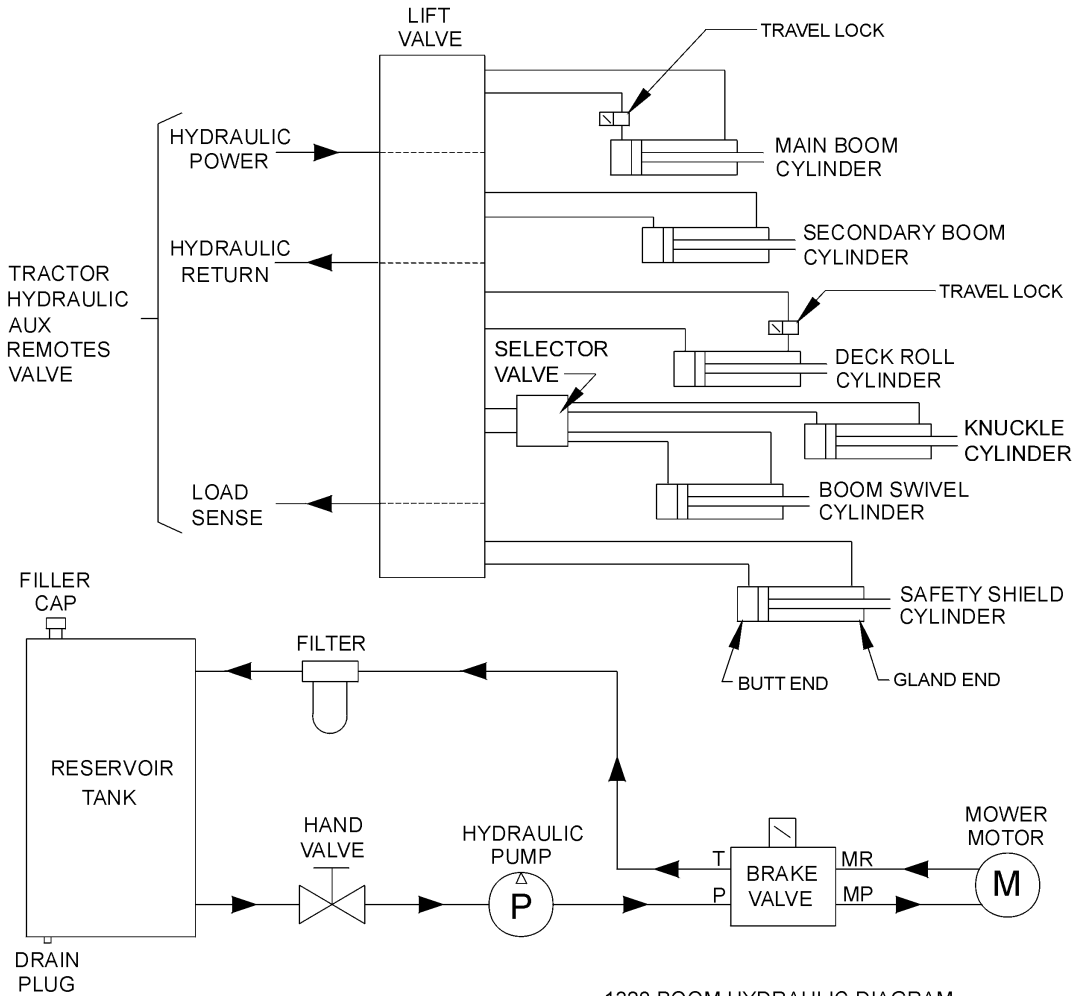 LIFT
VALVE
TRAVEL LOCK
HYDRAULIC
POWER
MAIN BOOM
CYLINDER
HYDRAULIC
RETURN
SECONDARY BOOM
CYLINDER
TRACTOR
HYDRAULIC
AUX
REMOTES
VALVE
TRAVEL LOCK
SELECTOR
VALVE
DECK ROLL
CYLINDER
KNUCKLE
CYLINDER
LOAD
SENSE
BOOM SWIVEL
CYLINDER
FILLER
CAP
SAFETY SHIELD
CYLINDER
FILTER
BUTT END
GLAND END
RESERVOIR
TANK
HAND
VALVE
HYDRAULIC
PUMP
P
MOWER
MOTOR
M
T
P
BRAKE
VALVE
MR
MP
DRAIN
PLUG